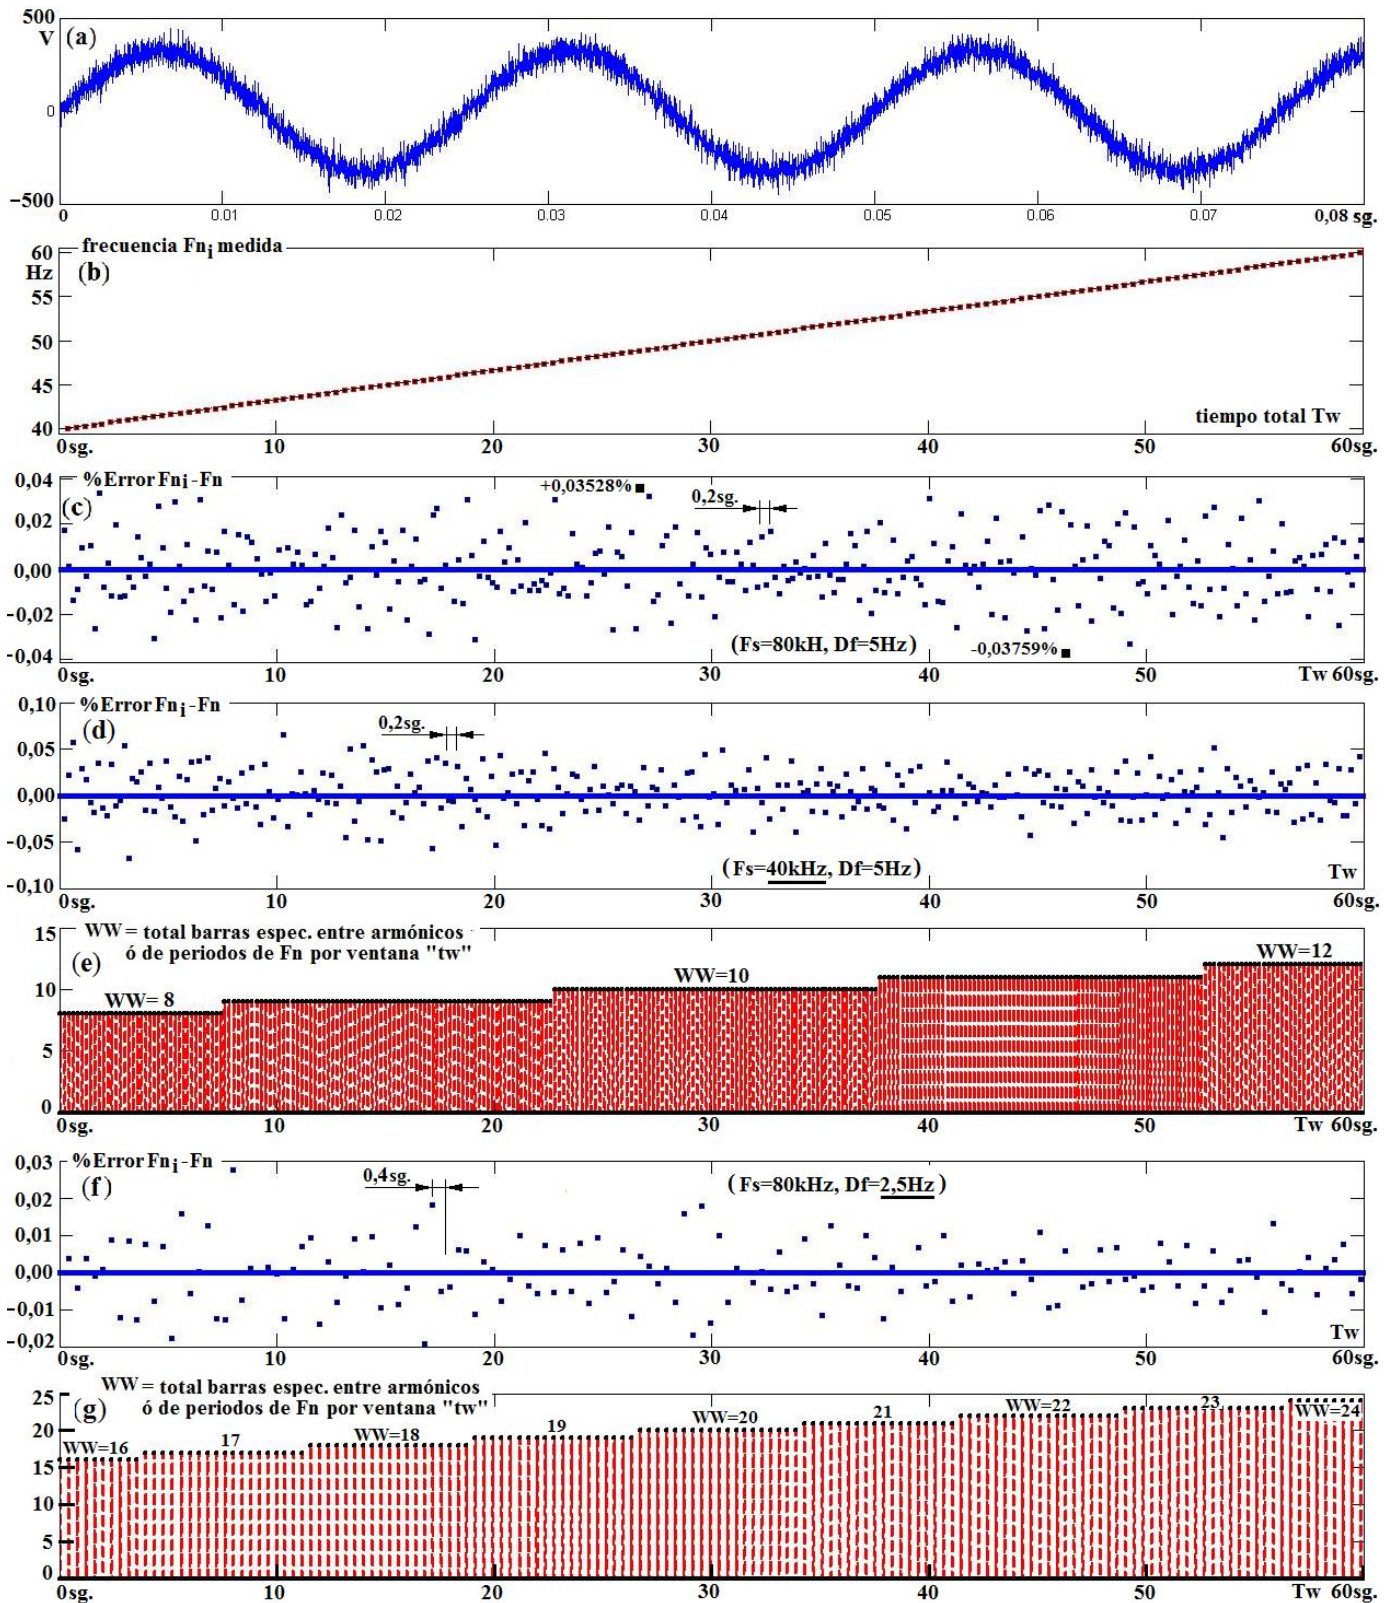 500
V (a)
0
−500
0 0.01 0.02 0.03 0.04 0.05 0.06 0.07 0,08 sg.
60 frecuencia Fni medida
Hz (b)
55
50
45
40 tiempo total Tw
0sg. 10 20 30 40 50 60sg.
0,04 %Error Fni - Fn
(c) +0,03528% 0,2sg.
0,02
0,00
-0,02
(Fs=80kH, Df=5Hz) -0,03759%
-0,04
0sg. 10 20 30 40 50 Tw 60sg.
0,10 %Error Fni - Fn
(d) 0,2sg.
0,05
0,00
-0,05
(Fs=40kHz, Df=5Hz) Tw
-0,10
0sg. 10 20 30 40 50 60sg.
15 WW = total barras espec. entre armónicos
ó de periodos de Fn por ventana "tw"
(e) WW= 8 WW=10 WW=12
10
5
0
0sg. 10 20 30 40 50 Tw 60sg.
0,03 %Error Fni - Fn
(f) 0,4sg. (Fs=80kHz, Df=2,5Hz)
0,02
0,01
0,00
-0,01
-0,02 Tw
0sg. 10 20 30 40 50 60sg.
WW = total barras espec. entre armónicos
25 (g) ó de periodos de Fn por ventana "tw"
20 WW=16 17 WW=18 19 WW=20 21 WW=22 23 WW=24
15
10
5
0
0sg. 10 20 30 40 50 Tw 60sg.